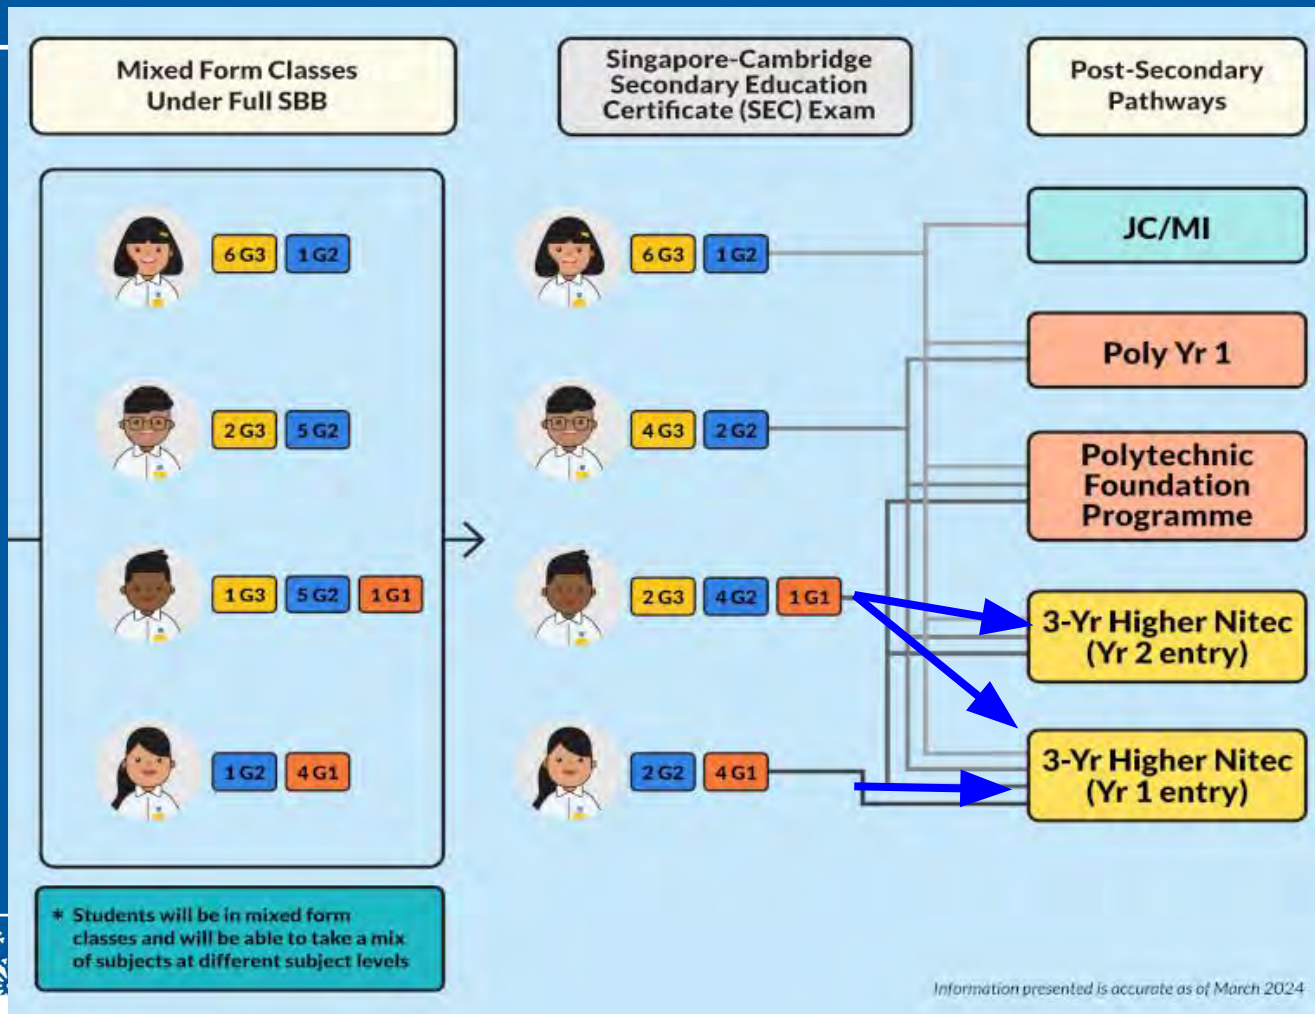 Mixed Form Classes
Under Full SBB
Singapore-Cambridge
Secondary Education
Certificate (SEC) Exam
Post-Secondary
Pathways
6 G3 1 G2
2 G3 5 G2
1 G3 5 G2 1 G1
1 G2 4 G1
6 G3 1 G2
4 G3 2 G2
2 G3 4 G2 1 G1
2 G2 4 G1
JC/MI
Poly Yr 1
Polytechnic
Foundation
Programme
3-Yr Higher Nitec
(Yr 2 entry)
3-Yr Higher Nitec
(Yr 1 entry)
* Students will be in mixed form
classes and will be able to take a mix
of subjects at different subject levels
Information presented is accurate as of March 2024